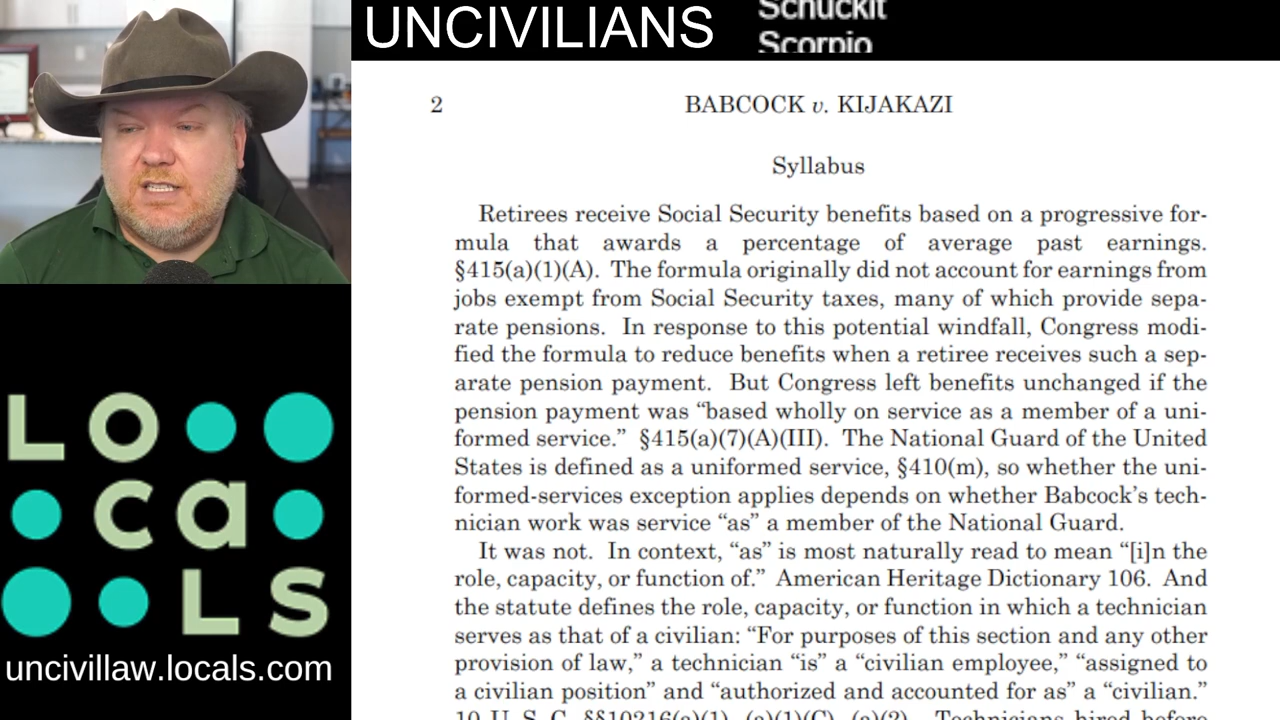 UNCIVILIANS
Schuckit
Scorpio
2 BABCOCK v. KIJAKAZI
Syllabus
Retirees receive Social Security benefits based on a progressive for-
mula that awards a percentage of average past earnings.
§415(a)(1)(A). The formula originally did not account for earnings from
jobs exempt from Social Security taxes, many of which provide sepa-
rate pensions. In response to this potential windfall, Congress modi-
fied the formula to reduce benefits when a retiree receives such a sep-
arate pension payment. But Congress left benefits unchanged if the
pension payment was “based wholly on service as a member of a uni-
formed service.” §415(a)(7)(A)(III). The National Guard of the United
States is defined as a uniformed service, §410(m), so whether the uni-
formed-services exception applies depends on whether Babcock’s tech-
nician work was service “as” a member of the National Guard.
It was not. In context, “as” is most naturally read to mean “[i]n the
role, capacity, or function of.” American Heritage Dictionary 106. And
the statute defines the role, capacity, or function in which a technician
serves as that of a civilian: “For purposes of this section and any other
provision of law,” a technician “is” a “civilian employee,” “assigned to
a civilian position” and “authorized and accounted for as” a “civilian.”
10 U. S. C. §§10216(a)(1), (a)(1)(C), (a)(2). Technicians hired before
LO
ca
LS
uncivillaw.locals.com